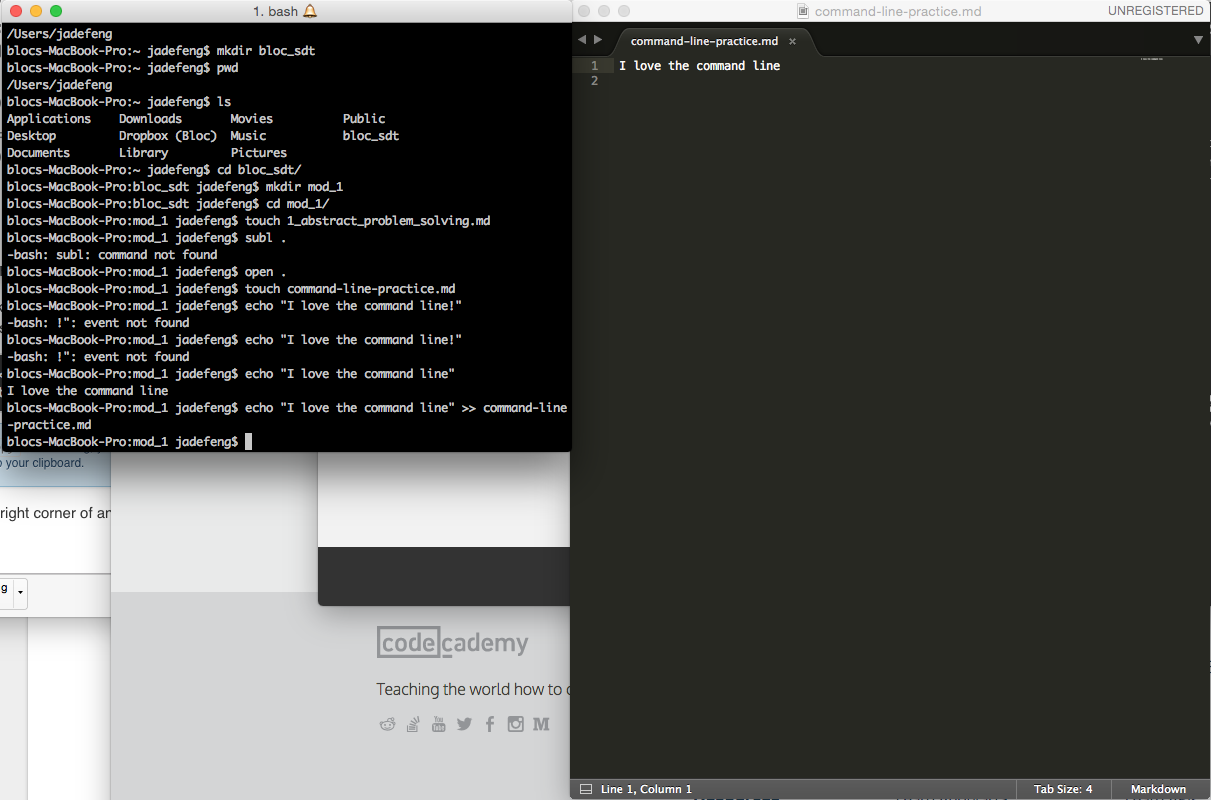 1. bash
/Users/jadefeng
blocs-MacBook-Pro:~ jadefeng$ mkdir bloc_sdt
blocs-MacBook-Pro:~ jadefeng$ pwd
/Users/jadefeng
blocs-MacBook-Pro:~ jadefeng$ ls
Applications Downloads Movies Public
Desktop Dropbox (Bloc) Music bloc_sdt
Documents Library Pictures
blocs-MacBook-Pro:~ jadefeng$ cd bloc_sdt/
blocs-MacBook-Pro:bloc_sdt jadefeng$ mkdir mod_1
blocs-MacBook-Pro:bloc_sdt jadefeng$ cd mod_1/
blocs-MacBook-Pro:mod_1 jadefeng$ touch 1_abstract_problem_solving.md
blocs-MacBook-Pro:mod_1 jadefeng$ subl .
-bash: subl: command not found
blocs-MacBook-Pro:mod_1 jadefeng$ open .
blocs-MacBook-Pro:mod_1 jadefeng$ touch command-line-practice.md
blocs-MacBook-Pro:mod_1 jadefeng$ echo "I love the command line!"
-bash: !": event not found
blocs-MacBook-Pro:mod_1 jadefeng$ echo "I love the command line!"
-bash: !": event not found
blocs-MacBook-Pro:mod_1 jadefeng$ echo "I love the command line"
I love the command line
blocs-MacBook-Pro:mod_1 jadefeng$ echo "I love the command line" >> command-line
-practice.md
blocs-MacBook-Pro:mod_1 jadefeng$
command-line-practice.md
UNREGISTERED
command-line-practice.md ×
1 I love the command line
2
your clipboard.
right corner of
g
codecademy
Teaching the world how to
You Tube
M
Line 1, Column 1
Tab Size: 4
Markdown